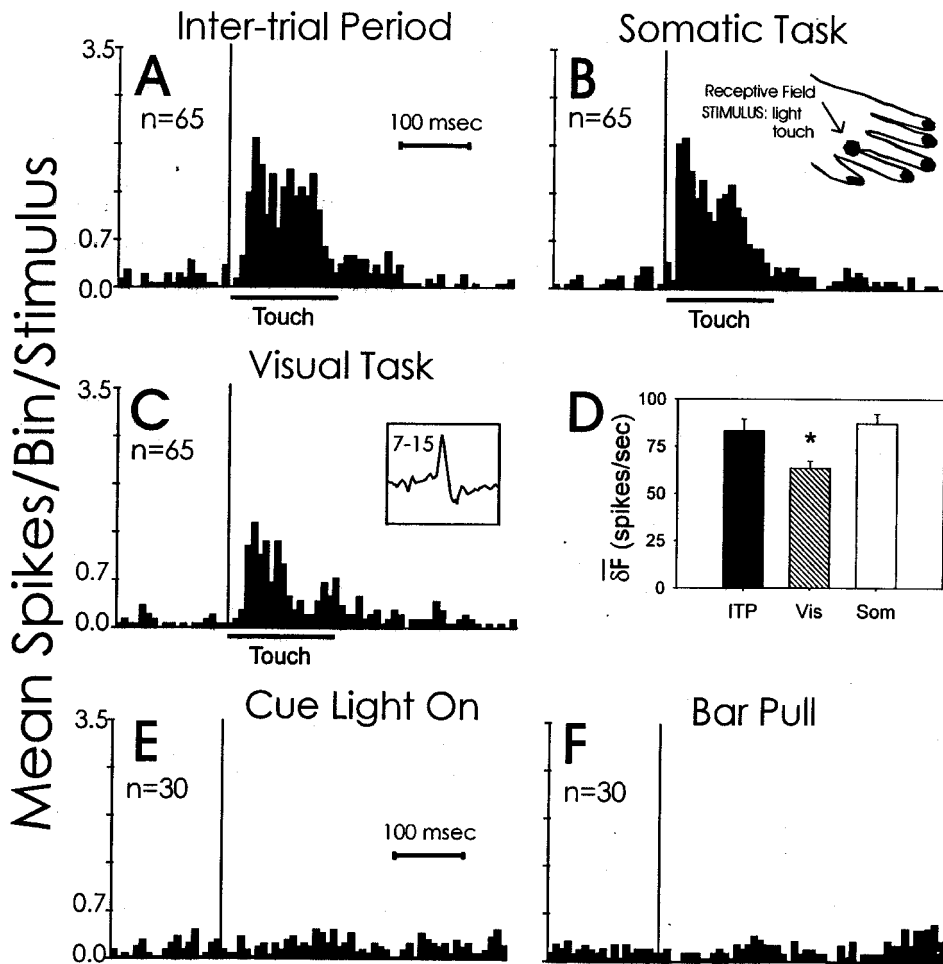 Mean Spikes/Bin/Stimulus
Inter-trial Period
A
n=65
3.5
0.7
0.0
100 msec
Touch
Somatic Task
B
n=65
Receptive Field
STIMULUS: light
touch
Touch
Visual Task
C
n=65
3.5
0.7
0.0
7-15
Touch
D
δF (spikes/sec)
100
75
50
25
0
*
ITP
Vis
Som
Cue Light On
E
n=30
3.5
0.7
0.0
100 msec
Bar Pull
F
n=30